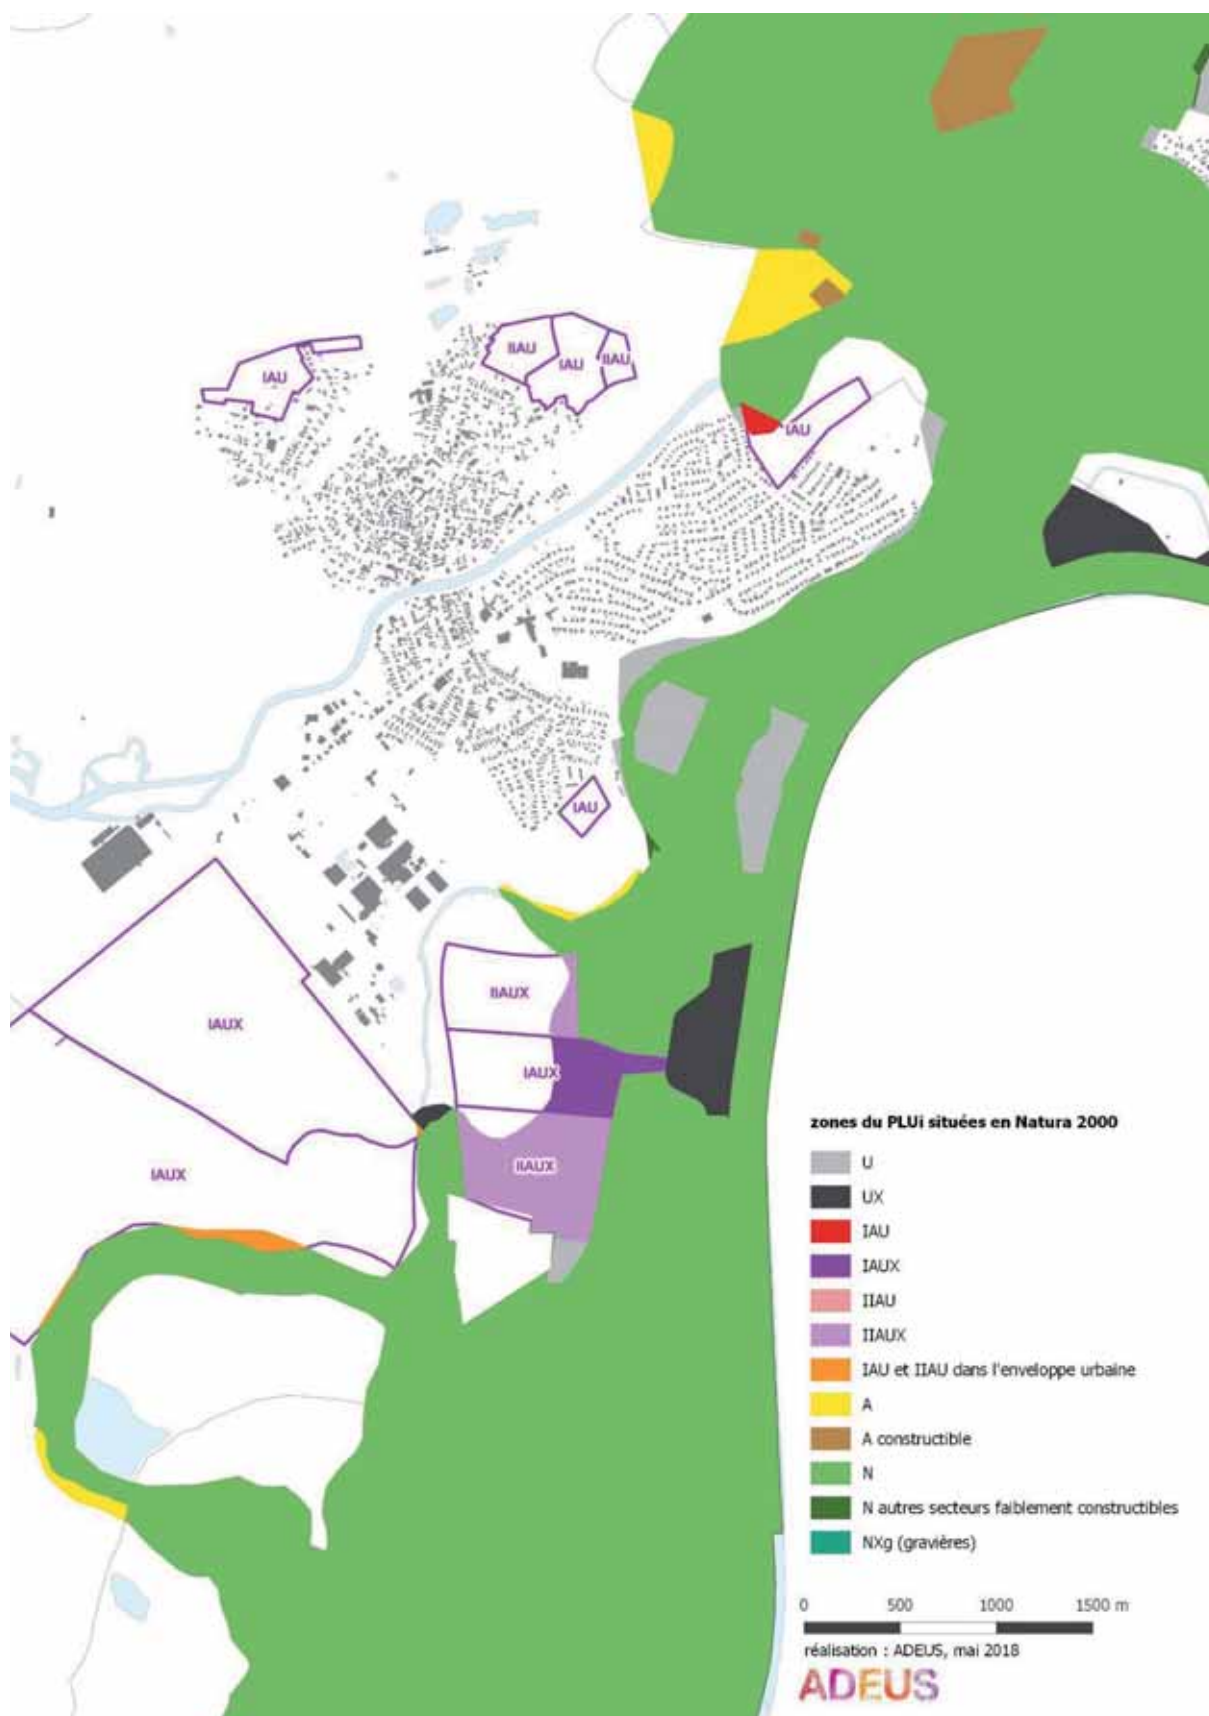 IIAU
IAU
IIAU
IAU
IAU
IAU
IIAUX
IAUX
IAUX
IAUX
IIAUX
zones du PLUi situées en Natura 2000
U
UX
IAU
IAUX
IIAU
IIAUX
IAU et IIAU dans l'enveloppe urbaine
A
A constructible
N
N autres secteurs faiblement constructibles
NXg (gravières)
0 500 1000 1500 m
réalisation : ADEUS, mai 2018
ADEUS